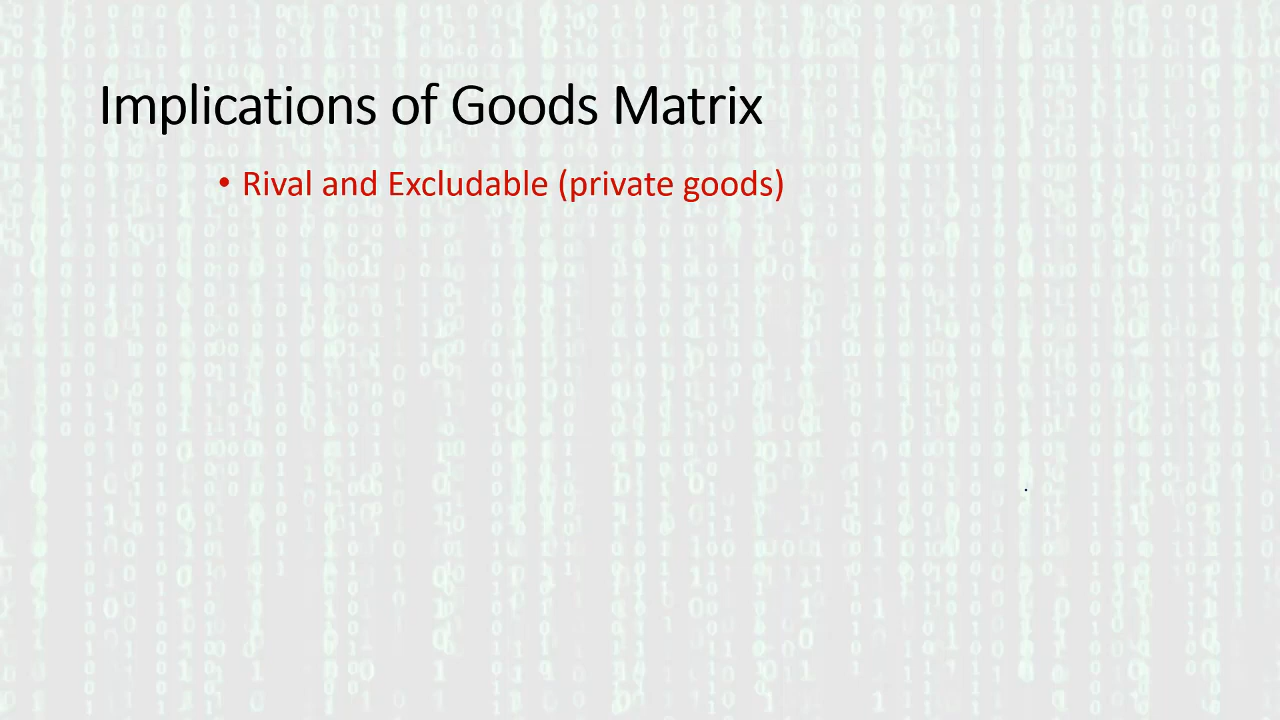 Implications of Goods Matrix
• Rival and Excludable (private goods)